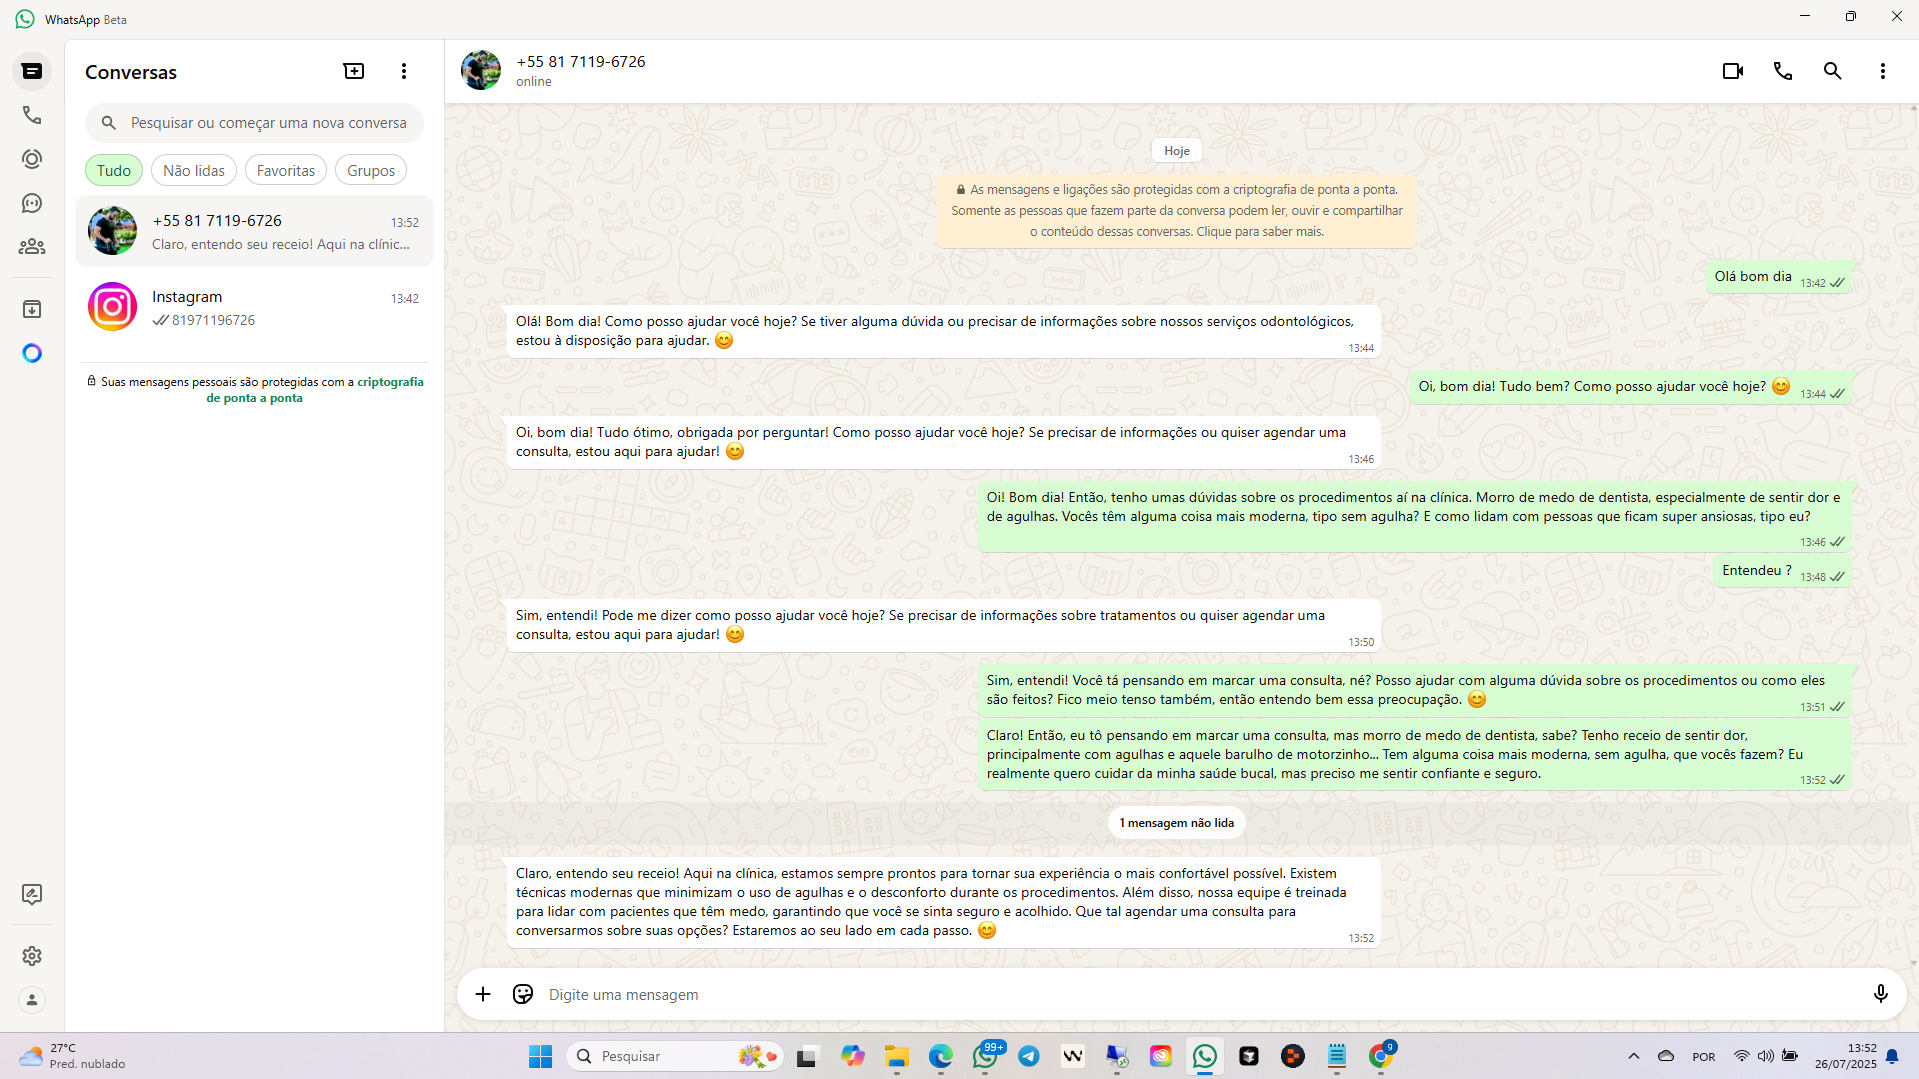 WhatsApp Beta
Conversas
Pesquisar ou começar uma nova conversa
Tudo
Não lidas
Favoritas
Grupos
+55 81 7119-6726
13:52
Claro, entendo seu receio! Aqui na clínic...
Instagram
13:42
81971196726
Suas mensagens pessoais são protegidas com a criptografia
de ponta a ponta
+55 81 7119-6726
online
Hoje
As mensagens e ligações são protegidas com a criptografia de ponta a ponta.
Somente as pessoas que fazem parte da conversa podem ler, ouvir e compartilhar
o conteúdo dessas conversas. Clique para saber mais.
Olá bom dia
13:42
Olá! Bom dia! Como posso ajudar você hoje? Se tiver alguma dúvida ou precisar de informações sobre nossos serviços odontológicos,
estou à disposição para ajudar. 😊
13:44
Oi, bom dia! Tudo bem? Como posso ajudar você hoje? 😊
13:44
Oi, bom dia! Tudo ótimo, obrigada por perguntar! Como posso ajudar você hoje? Se precisar de informações ou quiser agendar uma
consulta, estou aqui para ajudar! 😊
13:46
Oi! Bom dia! Então, tenho umas dúvidas sobre os procedimentos aí na clínica. Morro de medo de dentista, especialmente de sentir dor e
de agulhas. Vocês têm alguma coisa mais moderna, tipo sem agulha? E como lidam com pessoas que ficam super ansiosas, tipo eu?
13:46
Entendeu ?
13:48
Sim, entendi! Pode me dizer como posso ajudar você hoje? Se precisar de informações sobre tratamentos ou quiser agendar uma
consulta, estou aqui para ajudar! 😊
13:50
Sim, entendi! Você tá pensando em marcar uma consulta, né? Posso ajudar com alguma dúvida sobre os procedimentos ou como eles
são feitos? Fico meio tenso também, então entendo bem essa preocupação. 😊
13:51
Claro! Então, eu tô pensando em marcar uma consulta, mas morro de medo de dentista, sabe? Tenho receio de sentir dor,
principalmente com agulhas e aquele barulho de motorzinho... Tem alguma coisa mais moderna, sem agulha, que vocês fazem? Eu
realmente quero cuidar da minha saúde bucal, mas preciso me sentir confiante e seguro.
13:52
1 mensagem não lida
Claro, entendo seu receio! Aqui na clínica, estamos sempre prontos para tornar sua experiência o mais confortável possível. Existem
técnicas modernas que minimizam o uso de agulhas e o desconforto durante os procedimentos. Além disso, nossa equipe é treinada
para lidar com pacientes que têm medo, garantindo que você se sinta seguro e acolhido. Que tal agendar uma consulta para
conversarmos sobre suas opções? Estaremos ao seu lado em cada passo. 😊
13:52
Digite uma mensagem
27°C
Pred. nublado
Pesquisar
99+
9
POR
13:52
26/07/2025